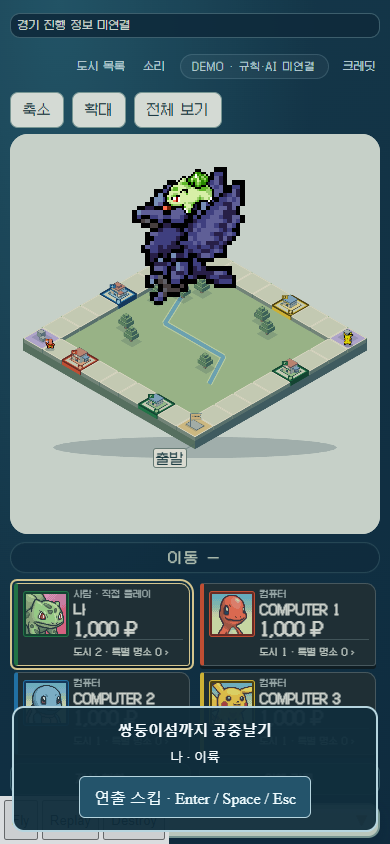 경기 진행 정보 미연결
도시 목록 소리 DEMO · 규칙·AI 미연결 크레딧
축소 확대 전체 보기
출발
이동 —
사람 · 직접 플레이
나
1,000 ₽
도시 2 · 특별 명소 0 ›
컴퓨터
COMPUTER 1
1,000 ₽
도시 1 · 특별 명소 0 ›
컴퓨터
COMPUTER 2
컴퓨터
COMPUTER 3
쌍둥이섬까지 공중날기
나 · 이륙
연출 스킵 · Enter / Space / Esc